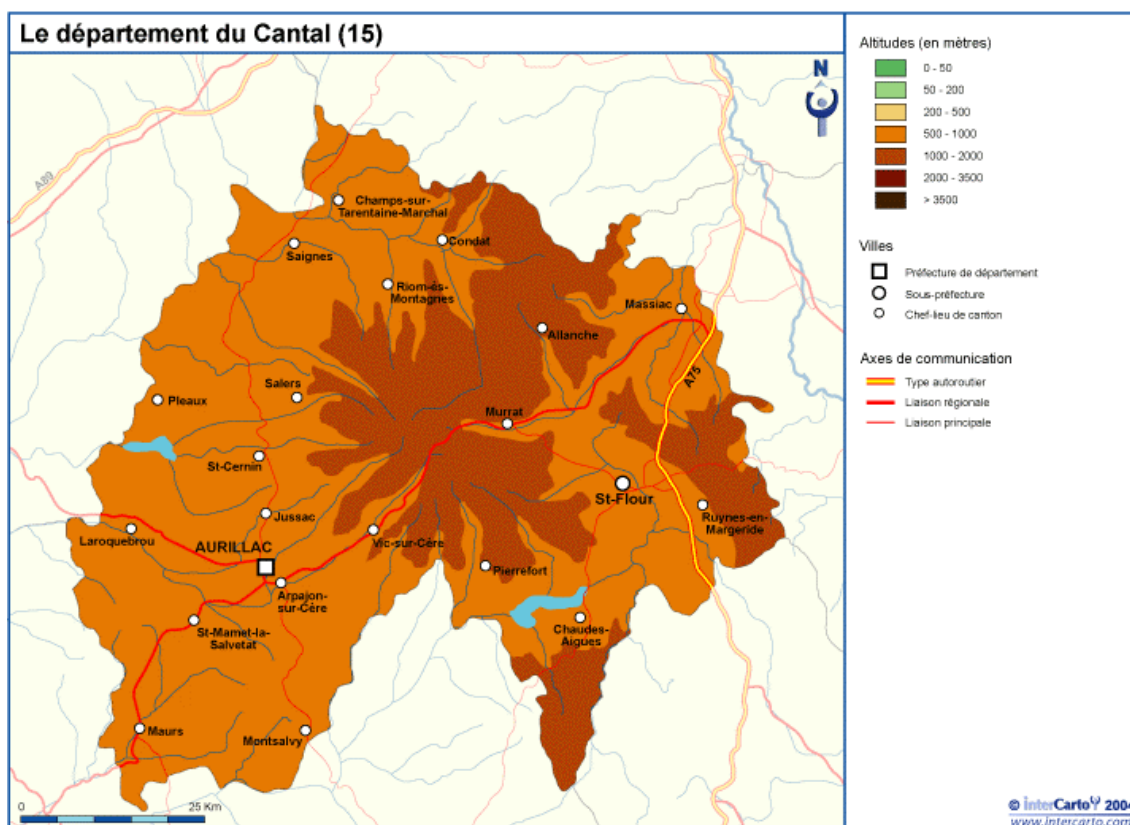 Le département du Cantal (15)
Altitudes (en mètres)
0 - 50
50 - 200
200 - 500
500 - 1000
1000 - 2000
2000 - 3500
> 3500
Villes
Préfecture de département
Sous-préfecture
Chef-lieu de canton
Axes de communication
Type autoroutier
Liaison régionale
Liaison principale
N
A89
Champs-sur-
Tarentaine-Marchal
Saignes
Condat
Riom-és-
Montagnes
Massiac
Allanche
A75
Salers
Pleaux
Murrat
St-Cernin
St-Flour
Jussac
Ruynes-en-
Margeride
Laroquebrou
Vic-sur-Cére
AURILLAC
Pierrefort
Arpajon-
sur-Cère
St-Mamet-la-
Salvetat
Chaudes-
Aigues
Maurs
Montsalvy
0
25 Km
© interCarto 2004
www.intercarto.com